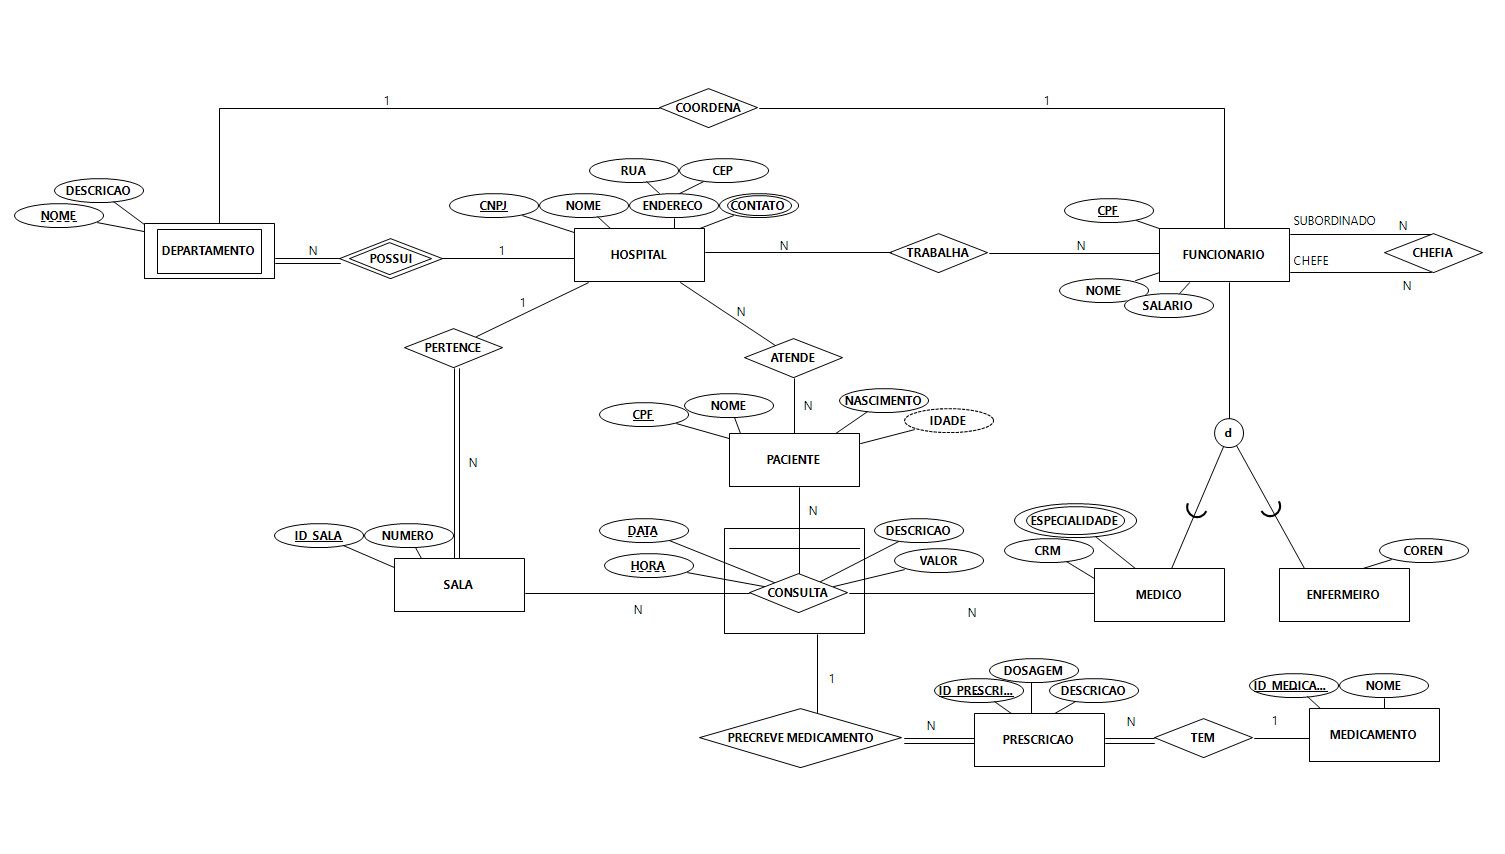 1
COORDENA
1
RUA
CEP
DESCRICAO
NOME
CNPJ
NOME
ENDERECO
CONTATO
CPF
SUBORDINADO
N
DEPARTAMENTO
N
POSSUI
1
HOSPITAL
N
TRABALHA
N
FUNCIONARIO
CHEFE
CHEFIA
N
NOME
SALARIO
1
N
PERTENCE
ATENDE
N
CPF
NOME
NASCIMENTO
IDADE
d
PACIENTE
N
N
ID_SALA
NUMERO
DATA
HORA
DESCRICAO
VALOR
ESPECIALIDADE
CRM
COREN
SALA
N
CONSULTA
N
MEDICO
ENFERMEIRO
1
DOSAGEM
ID_PRESCRI...
DESCRICAO
ID_MEDICA...
NOME
PRECREVE MEDICAMENTO
N
PRESCRICAO
N
TEM
1
MEDICAMENTO